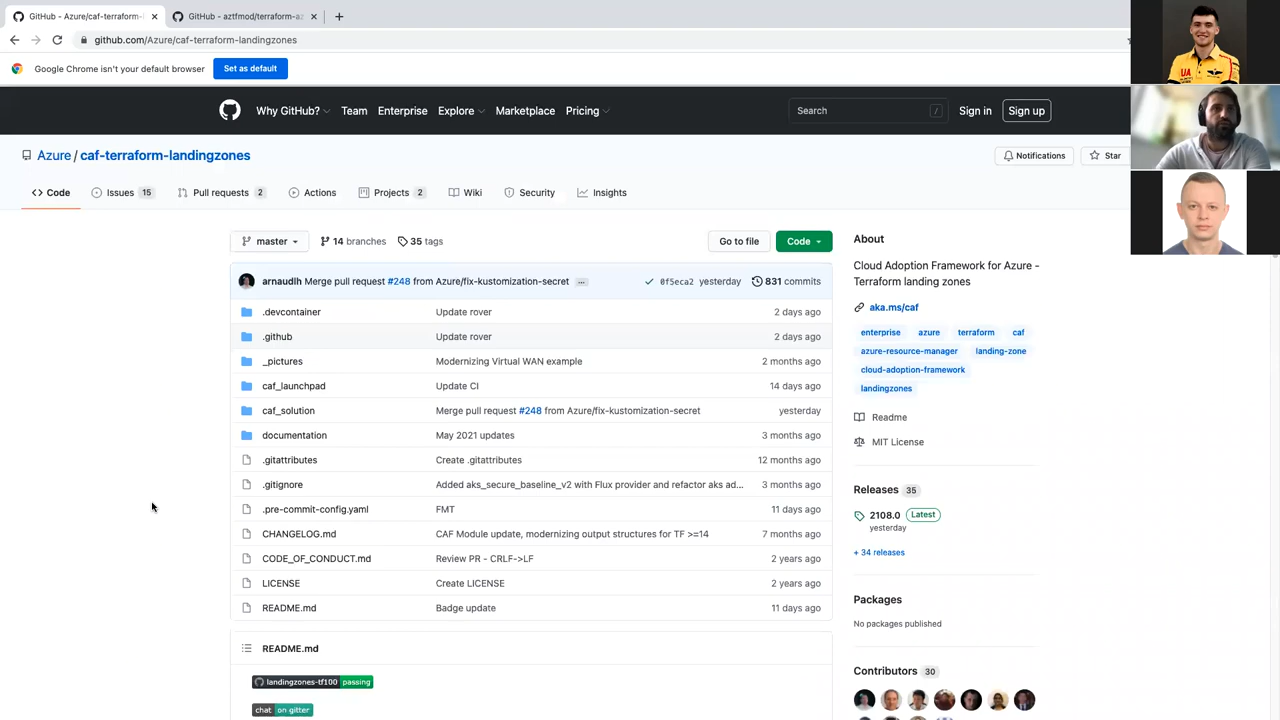 GitHub - Azure/caf-terraform-l
GitHub - aztfmod/terraform-az
github.com/Azure/caf-terraform-landingzones
Google Chrome isn't your default browser
Set as default
Why GitHub?
Team
Enterprise
Explore
Marketplace
Pricing
Search
/
Sign in
Sign up
Azure / caf-terraform-landingzones
Notifications
Star
Code
Issues 15
Pull requests 2
Actions
Projects 2
Wiki
Security
Insights
master
14 branches
35 tags
Go to file
Code
arnaudlh Merge pull request #248 from Azure/fix-kustomization-secret ...
0f5eca2 yesterday
831 commits
.devcontainer Update rover 2 days ago
.github Update rover 2 days ago
_pictures Modernizing Virtual WAN example 2 months ago
caf_launchpad Update CI 14 days ago
caf_solution Merge pull request #248 from Azure/fix-kustomization-secret yesterday
documentation May 2021 updates 3 months ago
.gitattributes Create .gitattributes 12 months ago
.gitignore Added aks_secure_baseline_v2 with Flux provider and refactor aks ad... 3 months ago
.pre-commit-config.yaml FMT 11 days ago
CHANGELOG.md CAF Module update, modernizing output structures for TF >=14 7 months ago
CODE_OF_CONDUCT.md Review PR - CRLF->LF 2 years ago
LICENSE Create LICENSE 2 years ago
README.md Badge update 11 days ago
README.md
landingzones-tf100 passing
chat on gitter
About
Cloud Adoption Framework for Azure -
Terraform landing zones
aka.ms/caf
enterprise azure terraform caf
azure-resource-manager landing-zone
cloud-adoption-framework
landingzones
Readme
MIT License
Releases 35
2108.0 Latest
yesterday
+ 34 releases
Packages
No packages published
Contributors 30
UA